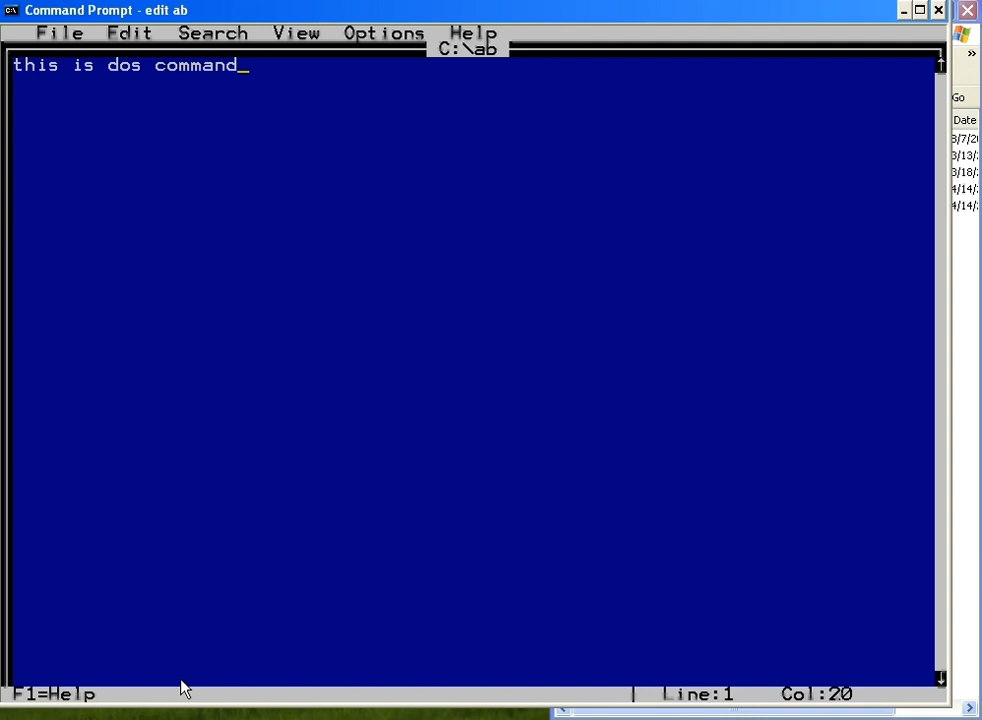 Command Prompt - edit ab
File Edit Search View Options Help
C:\ab
this is dos command_
Go
Date
F1=Help
Line:1 Col:20